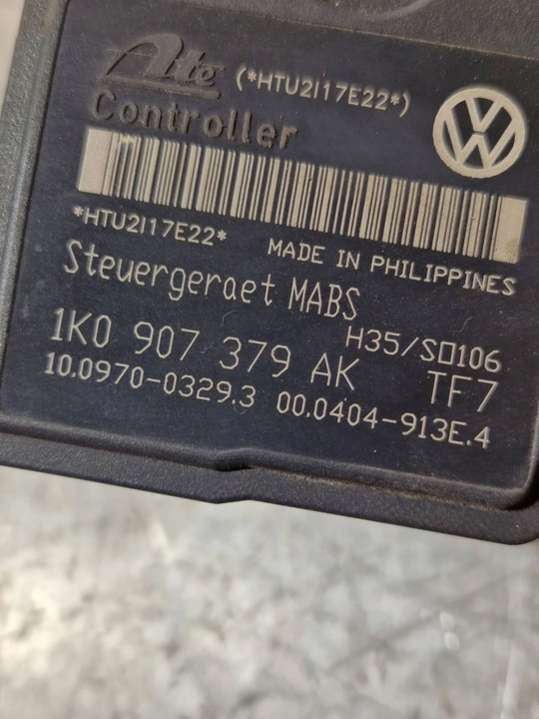 Ate (*HTU2I17E22*)
Controller
*HTU2I17E22* MADE IN PHILIPPINES
Steuergeraet MABS
H35/S0106
1K0 907 379 AK TF7
10.0970-0329.3 00.0404-913E.4